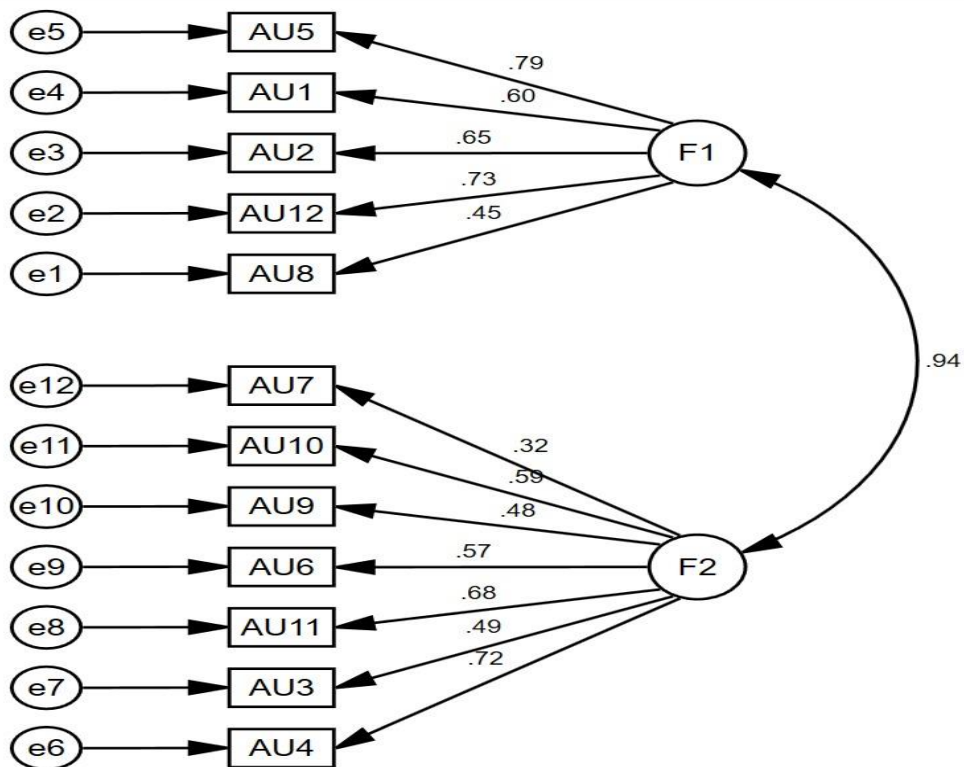 e5 AU5
.79
e4 AU1
.60
e3 AU2 .65 F1
.73
e2 AU12
.45
e1 AU8
.94
e12 AU7
.32
e11 AU10
.59
e10 AU9 .48
e9 AU6 .57 F2
.68
e8 AU11
.49
e7 AU3 .72
e6 AU4